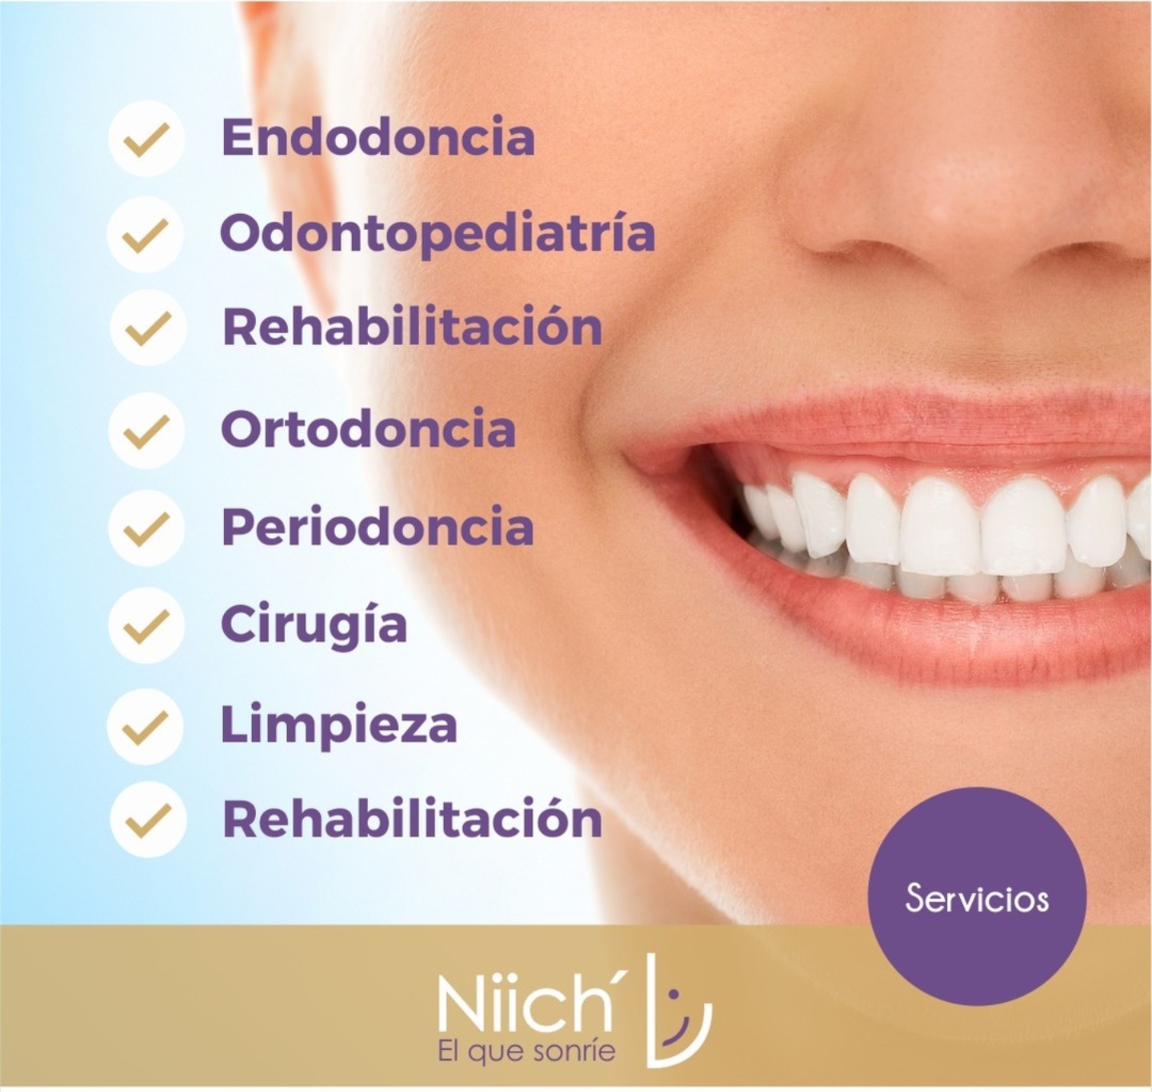 Endodoncia
Odontopediatría
Rehabilitación
Ortodoncia
Periodoncia
Cirugía
Limpieza
Rehabilitación
Servicios
Niich´
El que sonríe